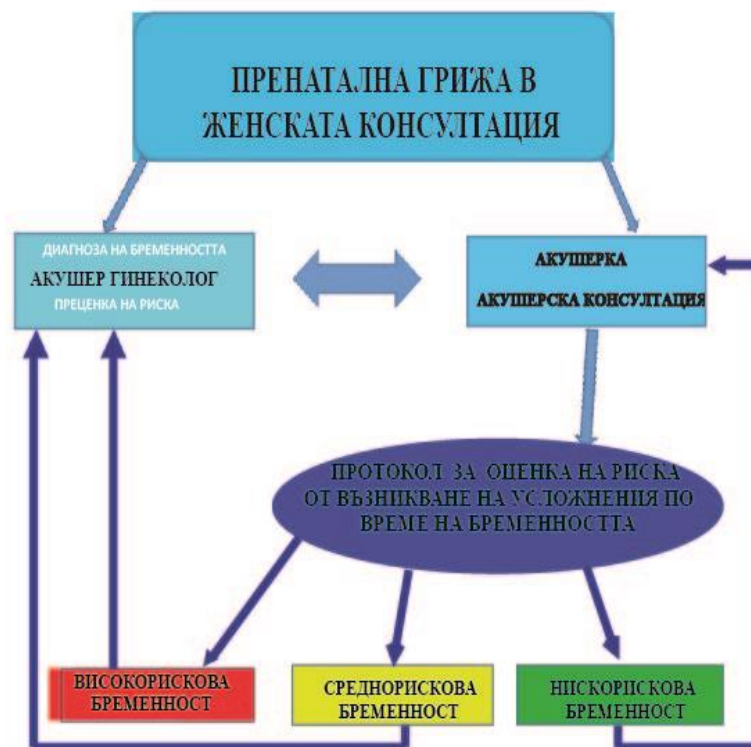 ПРЕНАТАЛНА ГРИЖА В
ЖЕНСКАТА КОНСУЛТАЦИЯ
ДИАГНОЗА НА БРЕМЕННОСТТА
АКУШЕР ГИНЕКОЛОГ
ПРЕЦЕНКА НА РИСКА
АКУШЕРКА
АКУШЕРСКА КОНСУЛТАЦИЯ
ПРОТОКОЛ ЗА ОЦЕНКА НА РИСКА
ОТ ВЪЗНИКВАНЕ НА УСЛОЖНЕНИЯ ПО
ВРЕМЕ НА БРЕМЕННОСТТА
ВИСОКОРИСКОВА
БРЕМЕННОСТ
СРЕДНОРИСКОВА
БРЕМЕННОСТ
НИСКОРИСКОВА
БРЕМЕННОСТ